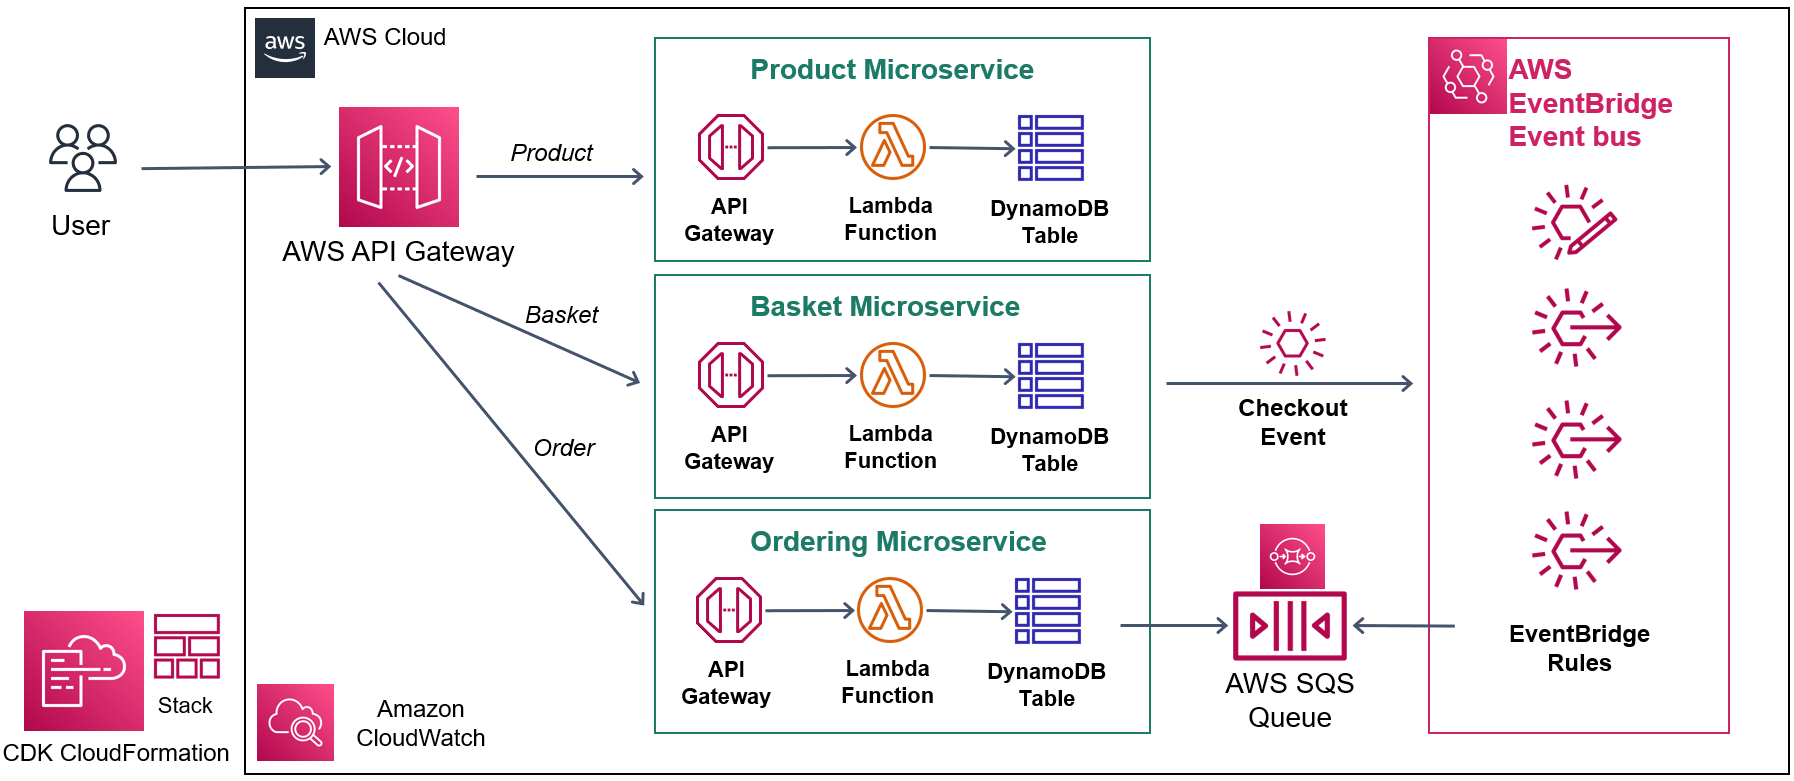 aws
AWS Cloud
User
AWS API Gateway
Product
Basket
Order
Product Microservice
API
Gateway
Lambda
Function
DynamoDB
Table
Basket Microservice
API
Gateway
Lambda
Function
DynamoDB
Table
Ordering Microservice
API
Gateway
Lambda
Function
DynamoDB
Table
Checkout
Event
AWS SQS
Queue
AWS
EventBridge
Event bus
EventBridge
Rules
Stack
CDK CloudFormation
Amazon
CloudWatch